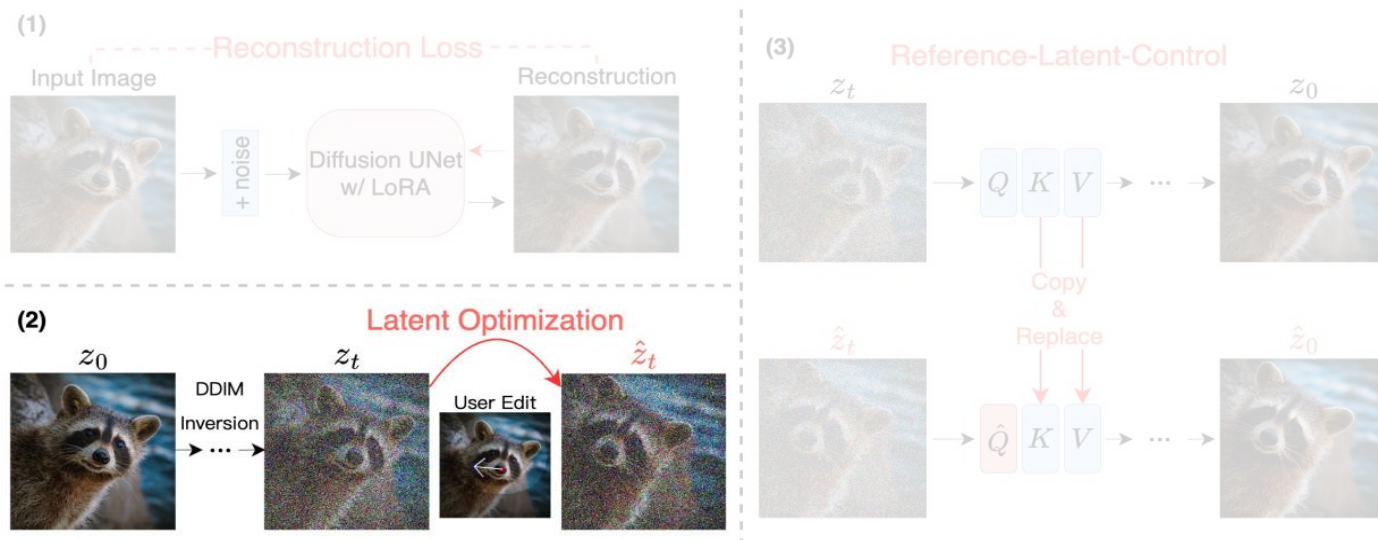 (1)
Reconstruction Loss
Input Image
Reconstruction
+ noise
Diffusion UNet
w/ LoRA
(2)
Latent Optimization
z_0
DDIM
Inversion
...
z_t
User Edit
ẑ_t
(3)
Reference-Latent-Control
z_t
z_0
Q K V ...
Copy
&
Replace
ẑ_t
ẑ_0
Q̂ K V ...